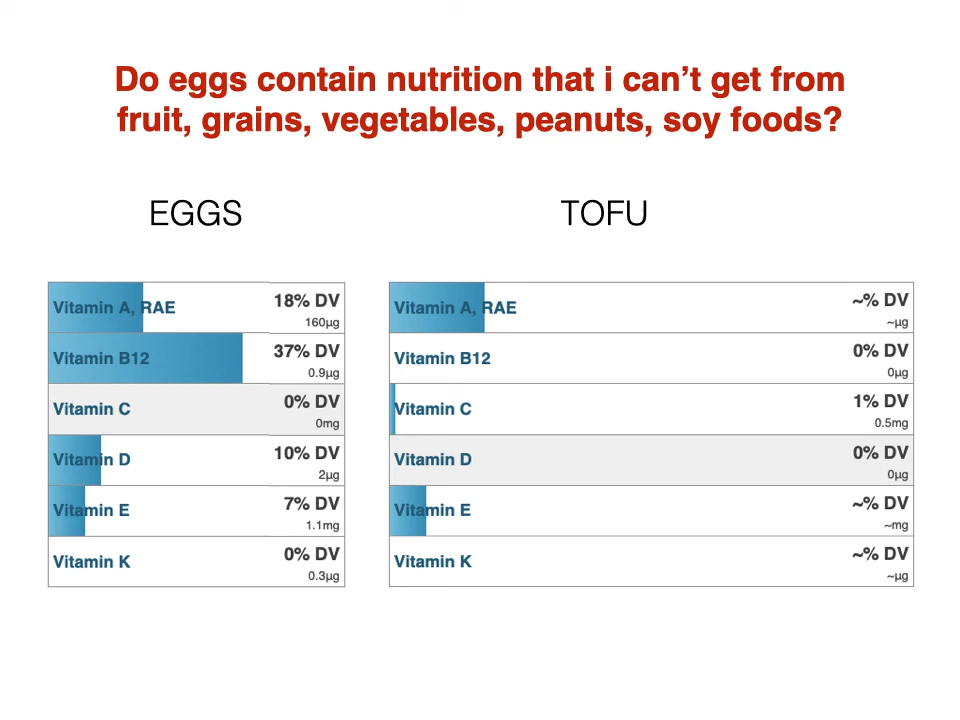 Do eggs contain nutrition that i can’t get from
fruit, grains, vegetables, peanuts, soy foods?
EGGS
TOFU
Vitamin A, RAE 18% DV
160µg
Vitamin B12 37% DV
0.9µg
Vitamin C 0% DV
0mg
Vitamin D 10% DV
2µg
Vitamin E 7% DV
1.1mg
Vitamin K 0% DV
0.3µg
Vitamin A, RAE ~% DV
~µg
Vitamin B12 0% DV
0µg
Vitamin C 1% DV
0.5mg
Vitamin D 0% DV
0µg
Vitamin E ~% DV
~mg
Vitamin K ~% DV
~µg